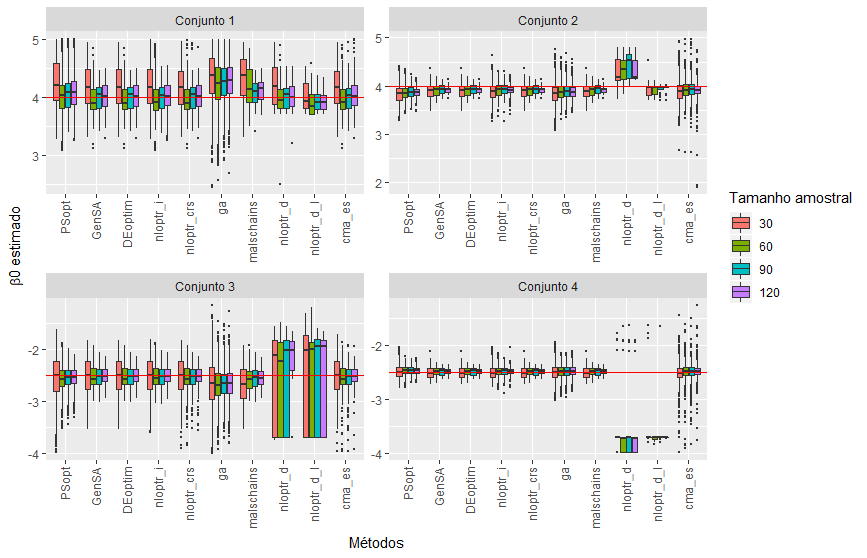 Conjunto 1
Conjunto 2
5
4
3
5
4
3
2
PSopt
GenSA
DEoptim
nloptr_i
nloptr_crs
ga
malschains
nloptr_d
nloptr_d_l
cma_es
PSopt
GenSA
DEoptim
nloptr_i
nloptr_crs
ga
malschains
nloptr_d
nloptr_d_l
cma_es
β0 estimado
Conjunto 3
Conjunto 4
-2
-3
-4
-2
-3
-4
PSopt
GenSA
DEoptim
nloptr_i
nloptr_crs
ga
malschains
nloptr_d
nloptr_d_l
cma_es
PSopt
GenSA
DEoptim
nloptr_i
nloptr_crs
ga
malschains
nloptr_d
nloptr_d_l
cma_es
Métodos
Tamanho amostral
30
60
90
120